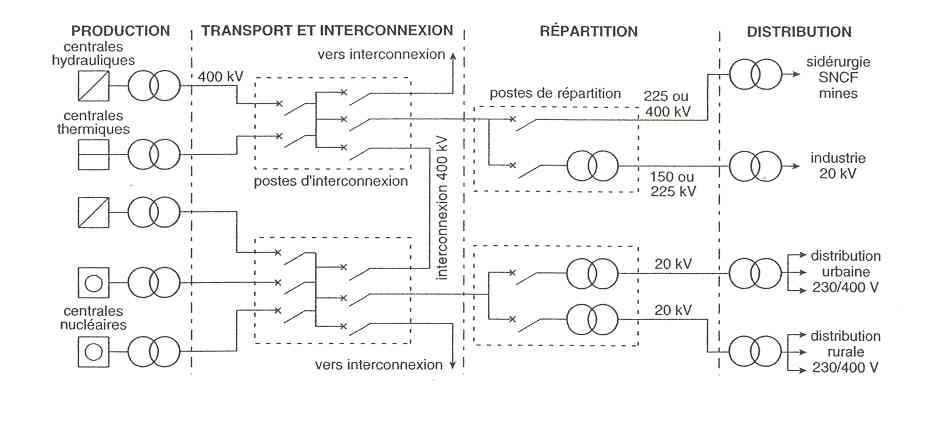 PRODUCTION
TRANSPORT ET INTERCONNEXION
RÉPARTITION
DISTRIBUTION
centrales
hydrauliques
400 kV
vers interconnexion
postes de répartition
225 ou
400 kV
sidérurgie
SNCF
mines
centrales
thermiques
postes d'interconnexion
interconnexion 400 kV
150 ou
225 kV
industrie
20 kV
20 kV
distribution
urbaine
230/400 V
centrales
nucléaires
20 kV
vers interconnexion
distribution
rurale
230/400 V